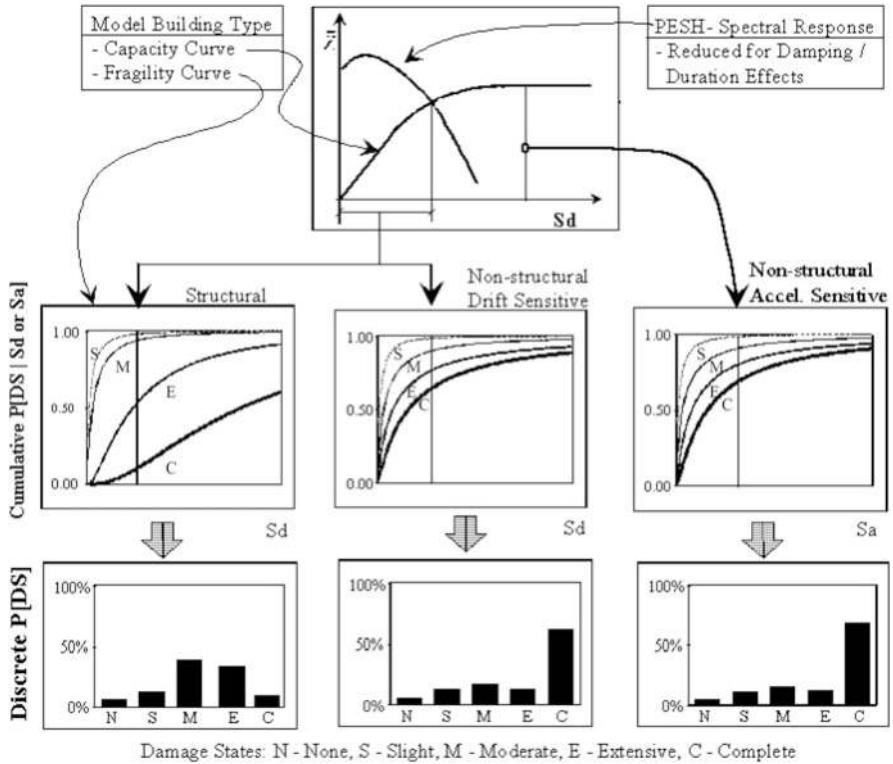 Model Building Type
- Capacity Curve
- Fragility Curve
PESH- Spectral Response
- Reduced for Damping /
Duration Effects
Sd
Structural
Non-structural
Drift Sensitive
Non-structural
Accel. Sensitive
Cumulative P[DS | Sd or Sa]
1.00
0.50
0.00
S
M
E
C
Sd
1.00
0.50
0.00
S
M
E
C
Sd
1.00
0.50
0.00
S
M
E
C
Sa
Discrete P[DS]
100%
50%
0%
N S M E C
100%
50%
0%
N S M E C
100%
50%
0%
N S M E C
Damage States: N - None, S - Slight, M - Moderate, E - Extensive, C - Complete